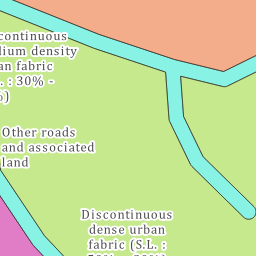 continuous
dium density
an fabric
. : 30% -
%)
Other roads
and associated
land
Discontinuous
dense urban
fabric (S.L. :